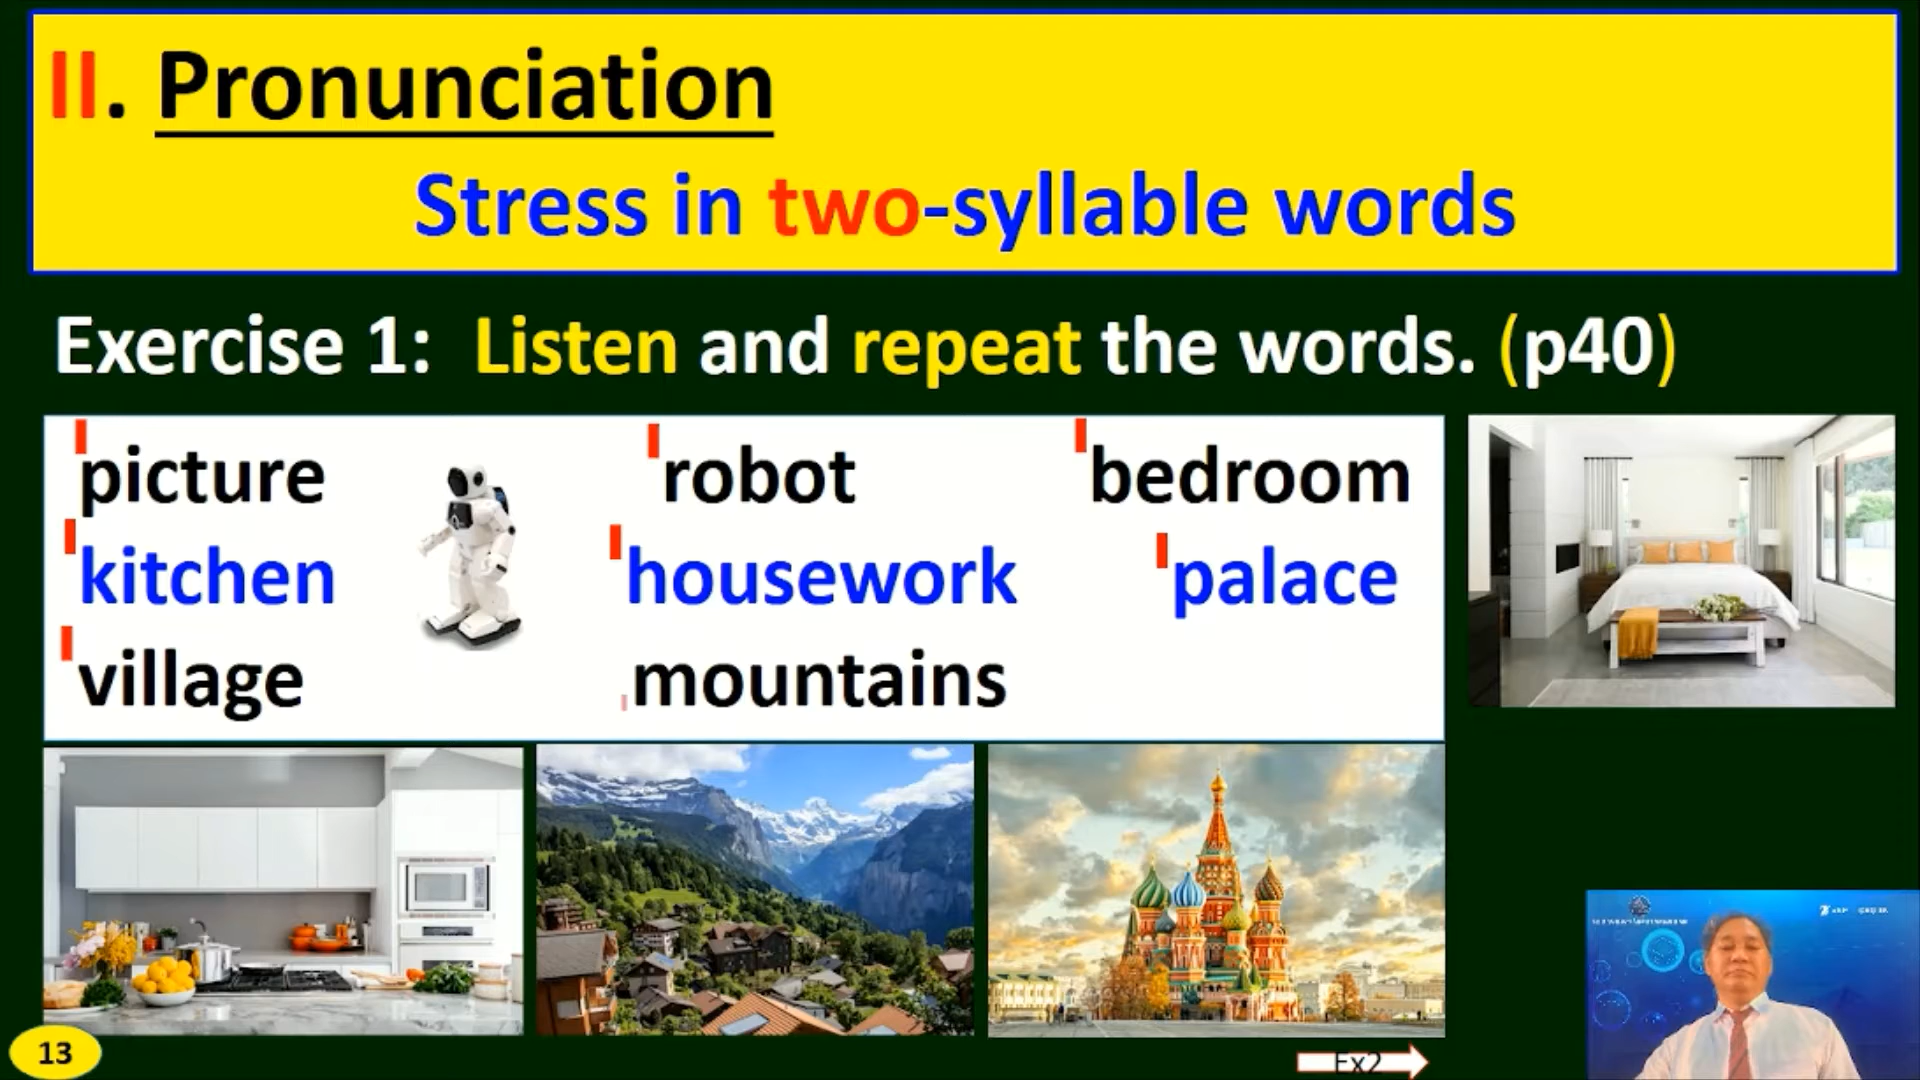 II. Pronunciation
Stress in two-syllable words
Exercise 1: Listen and repeat the words. (p40)
ˈpicture ˈrobot ˈbedroom
ˈkitchen ˈhousework ˈpalace
ˈvillage ˌmountains
13
Ex2